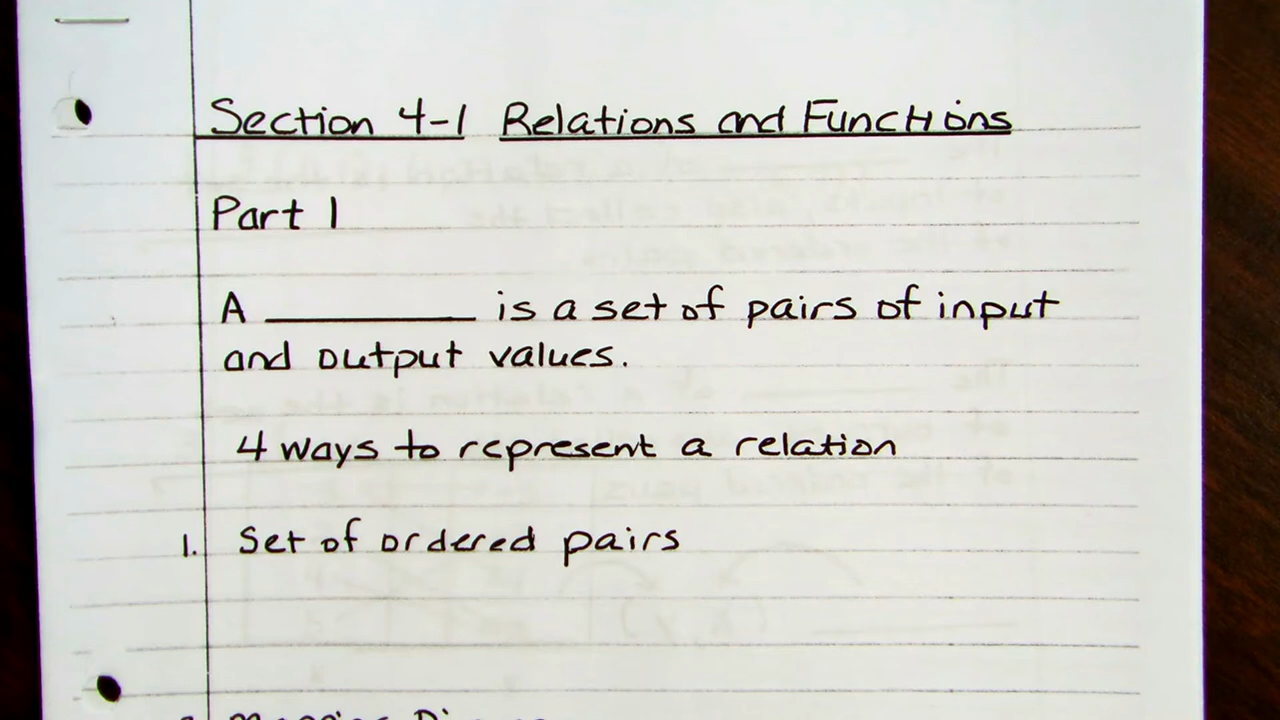 Section 4-1 Relations and Functions
Part 1
A __________ is a set of pairs of input
and output values.
4 ways to represent a relation
1. Set of ordered pairs